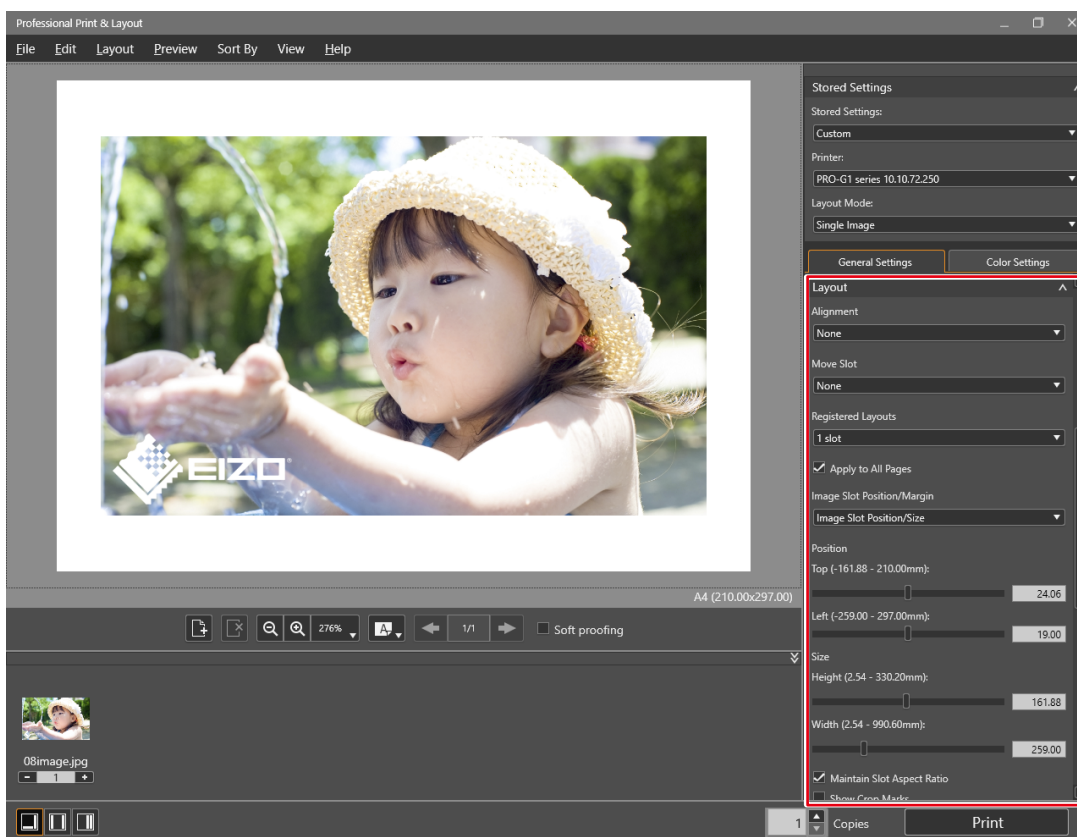 Professional Print & Layout
File Edit Layout Preview Sort By View Help
Stored Settings
Stored Settings:
Custom
Printer:
PRO-G1 series 10.10.72.250
Layout Mode:
Single Image
General Settings Color Settings
Layout
Alignment
None
Move Slot
None
Registered Layouts
1 slot
Apply to All Pages
Image Slot Position/Margin
Image Slot Position/Size
Position
Top (-161.88 - 210.00mm):
24.06
Left (-259.00 - 297.00mm):
19.00
Size
Height (2.54 - 330.20mm):
161.88
Width (2.54 - 990.60mm):
259.00
Maintain Slot Aspect Ratio
Show Crop Marks
EIZO
A4 (210.00x297.00)
276% A 1/1 Soft proofing
08image.jpg
- 1 +
1 Copies Print